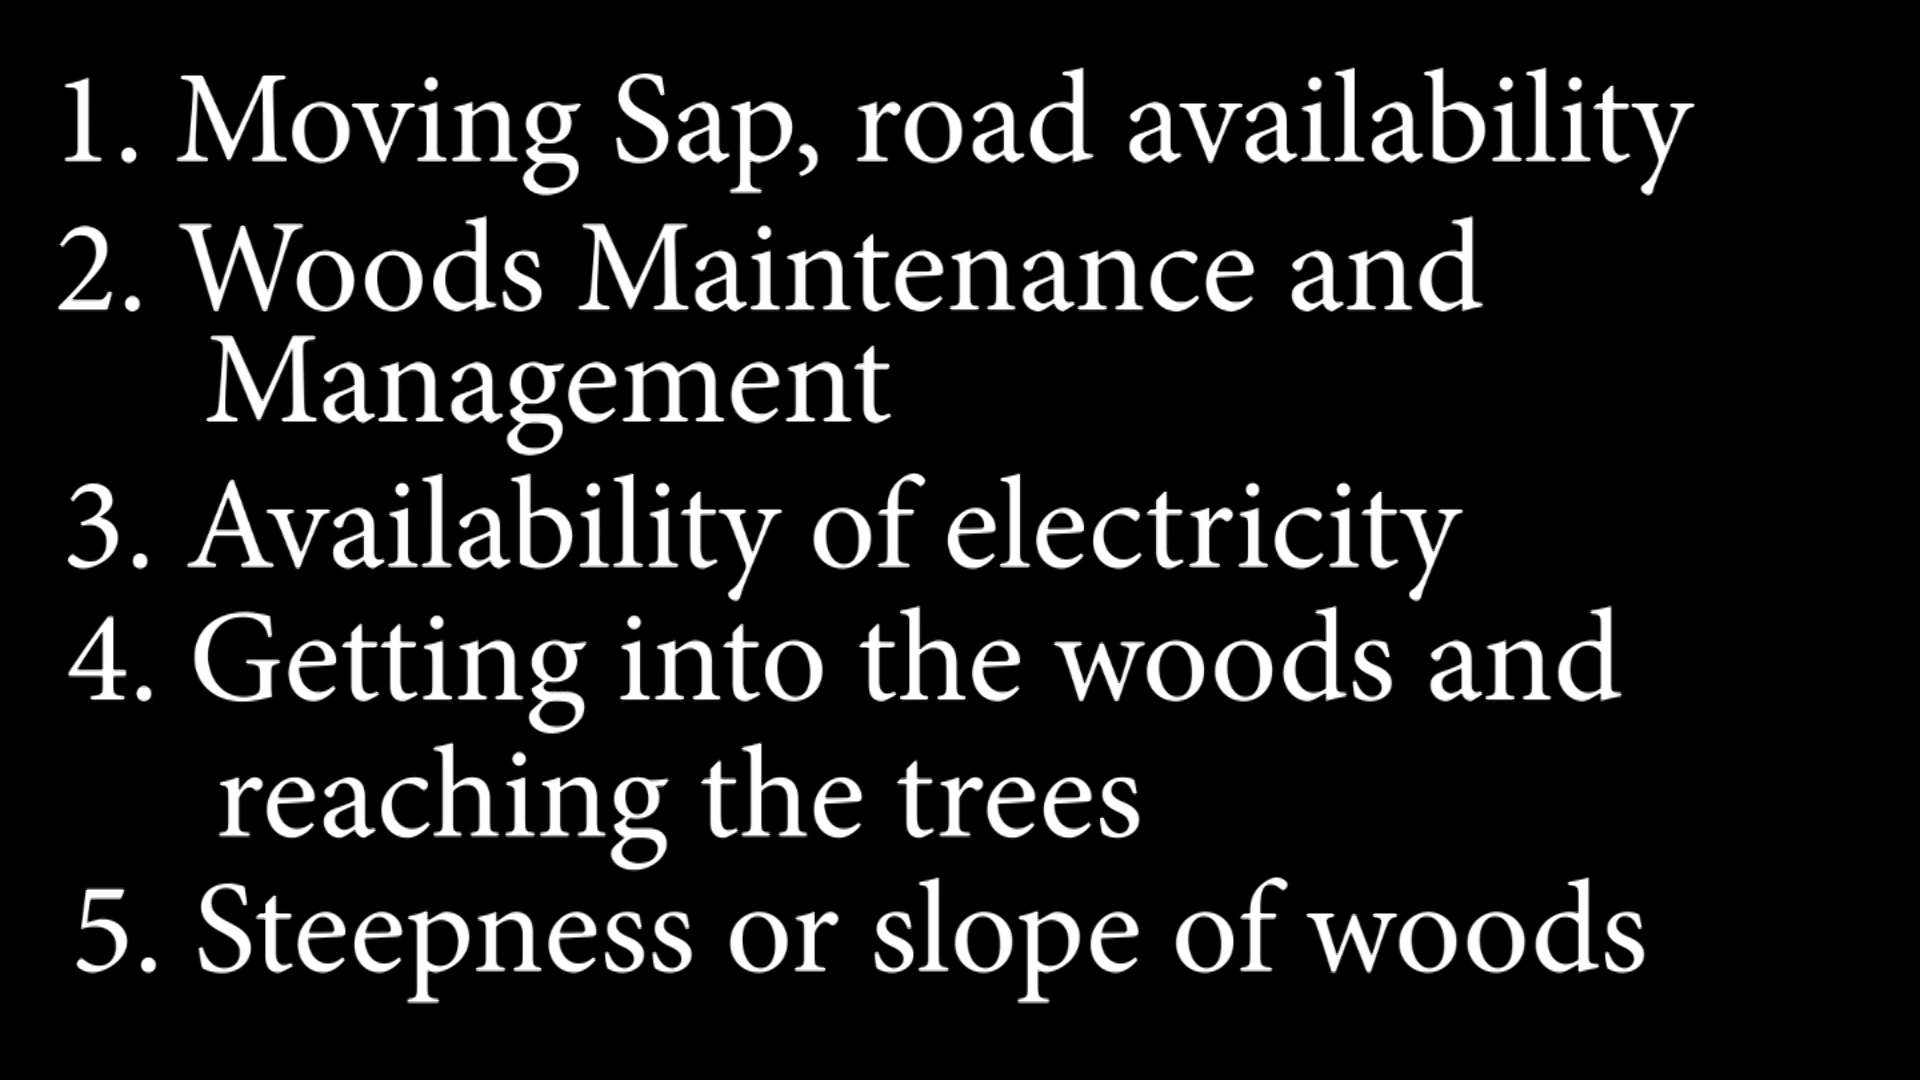 1. Moving Sap, road availability
2. Woods Maintenance and
Management
3. Availability of electricity
4. Getting into the woods and
reaching the trees
5. Steepness or slope of woods